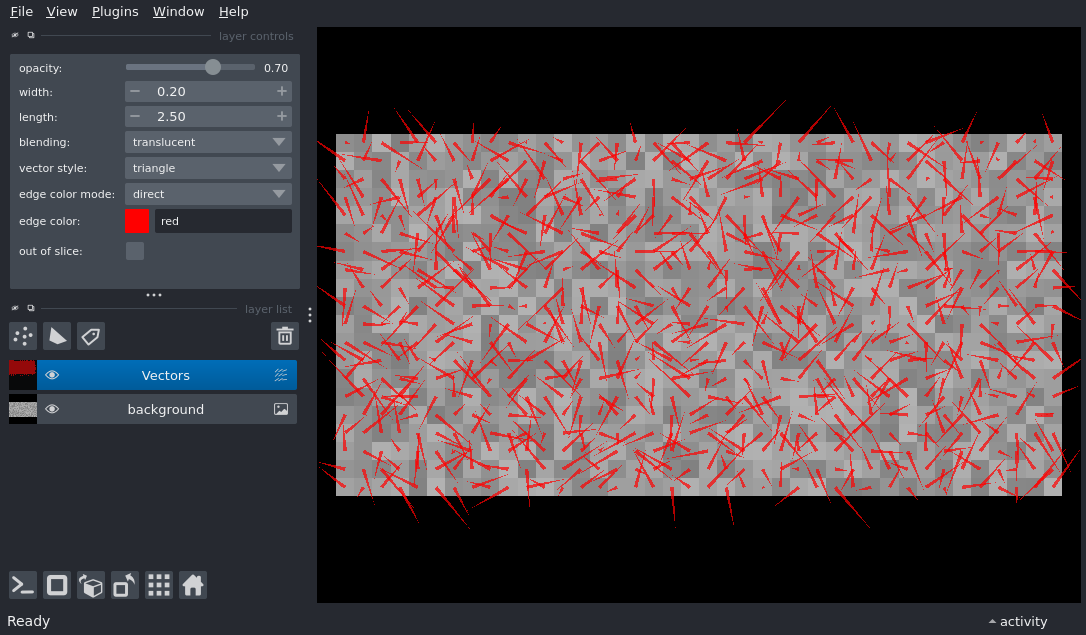 File View Plugins Window Help
layer controls
opacity: 0.70
width: − 0.20 +
length: − 2.50 +
blending: translucent
vector style: triangle
edge color mode: direct
edge color: red
out of slice:
layer list
Vectors
background
Ready
activity